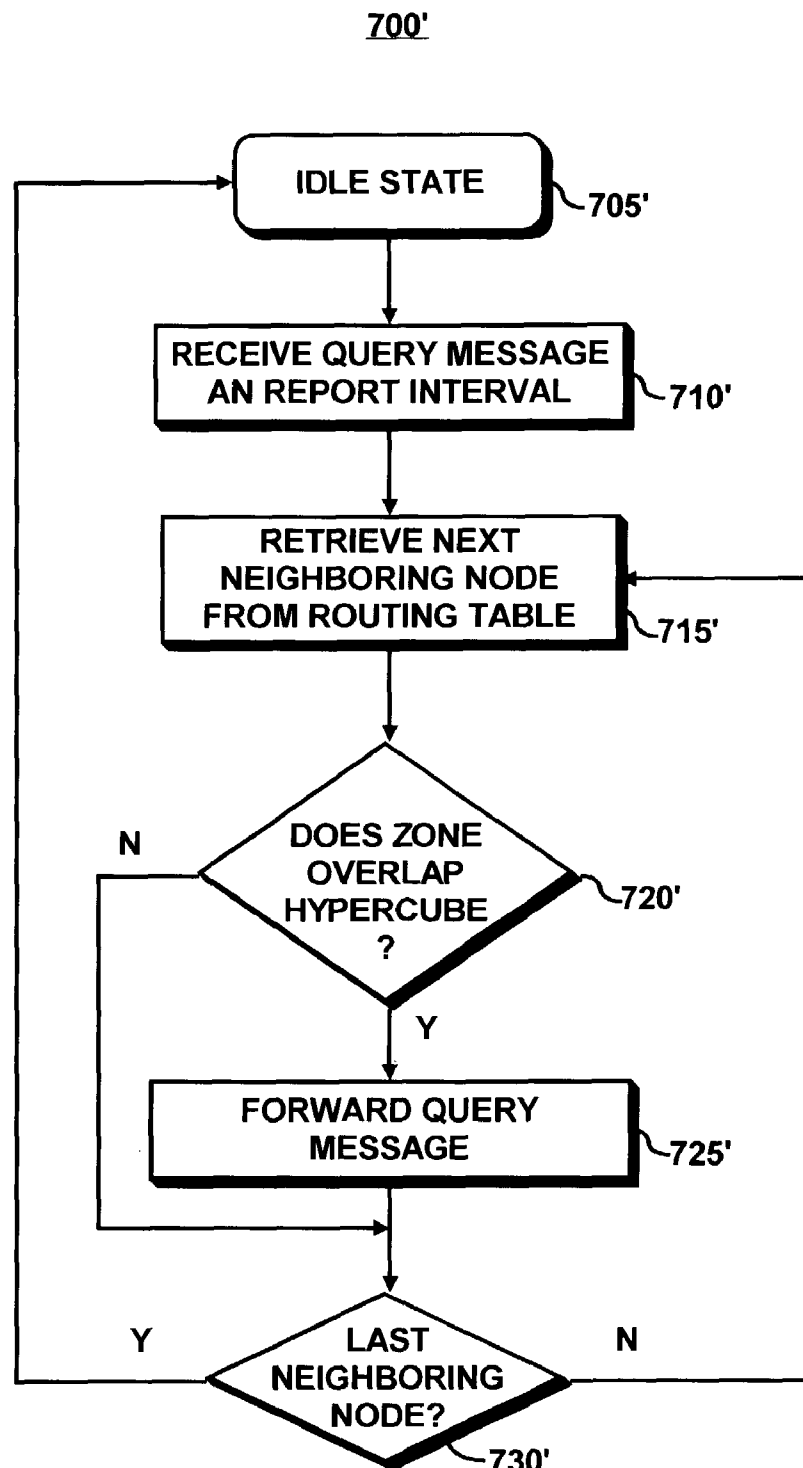 700'
IDLE STATE
705'
RECEIVE QUERY MESSAGE
AN REPORT INTERVAL
710'
RETRIEVE NEXT
NEIGHBORING NODE
FROM ROUTING TABLE
715'
DOES ZONE
OVERLAP
HYPERCUBE
?
N
720'
Y
FORWARD QUERY
MESSAGE
725'
Y
LAST
NEIGHBORING
NODE?
N
730'